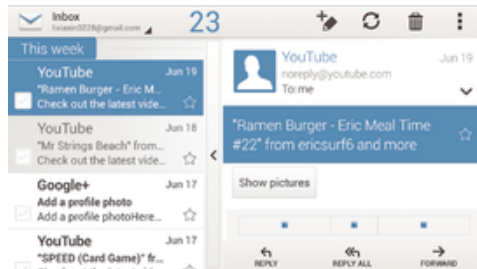 Inbox
23
This week
YouTube Jun 19
"Ramen Burger - Eric M...
Check out the latest vide...
YouTube Jun 18
"Mr Strings Beach" from...
Check out the latest vide...
Google+ Jun 17
Add a profile photo
Add a profile photoHere...
YouTube Jun 17
"SPEED (Card Game)" fr...
YouTube Jun 19
noreply@youtube.com
To:me
"Ramen Burger - Eric Meal Time
#22" from ericsurf6 and more
Show pictures
REPLY REPLY ALL FORWARD